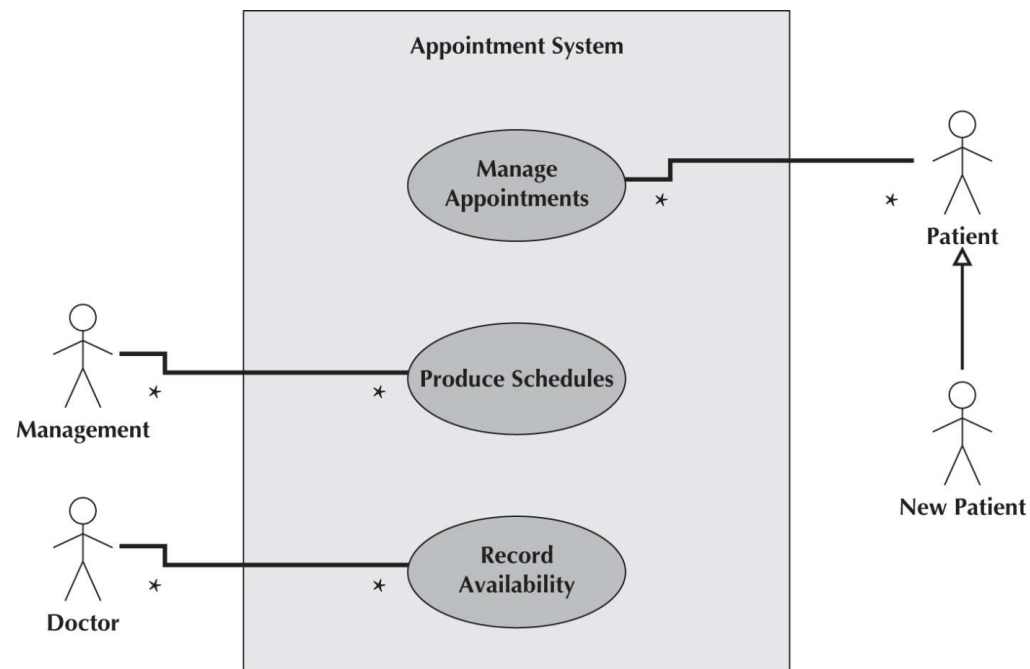 Appointment System
Manage
Appointments
*
*
Patient
Management
*
*
Produce Schedules
New Patient
Doctor
*
*
Record
Availability